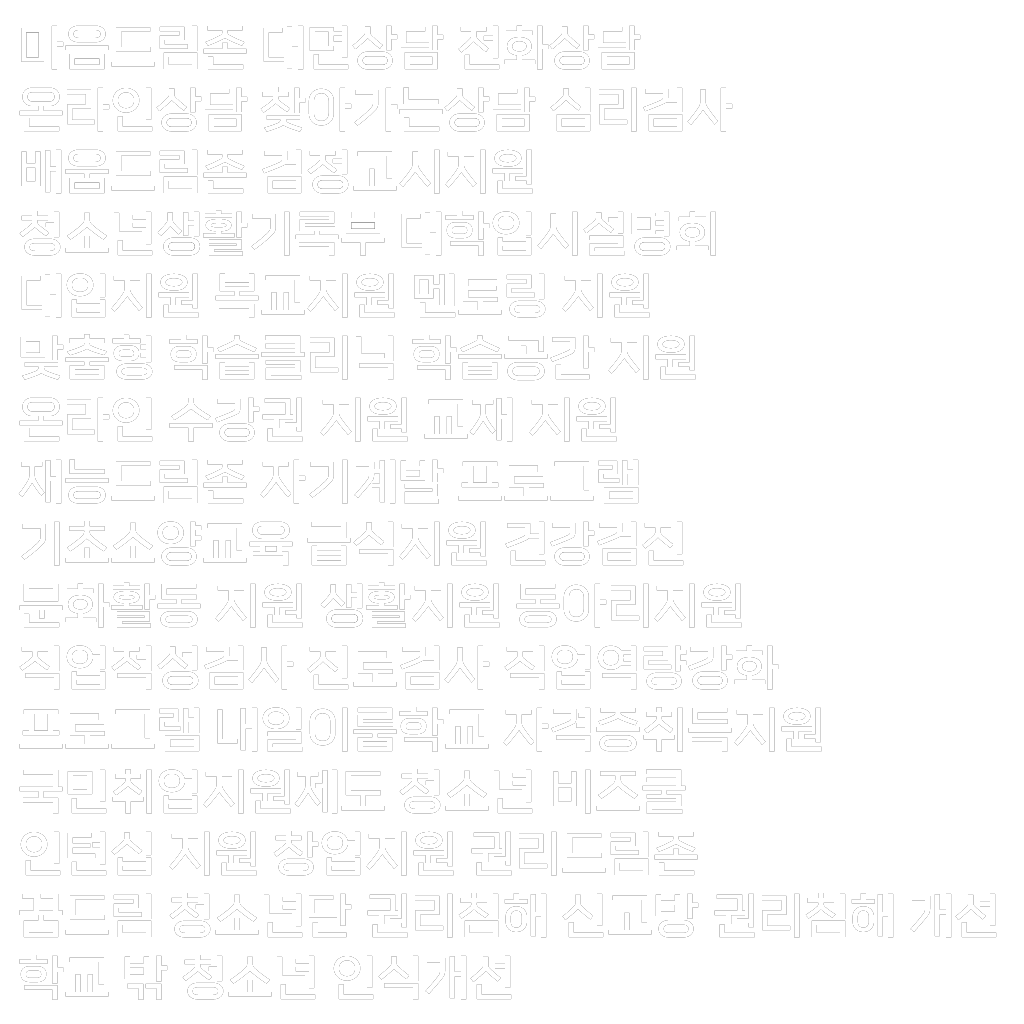 마음드림존 대면상담 전화상담
온라인상담 찾아가는상담 심리검사
배움드림존 검정고시지원
청소년생활기록부 대학입시설명회
대입지원 복교지원 멘토링 지원
맞춤형 학습클리닉 학습공간 지원
온라인 수강권 지원 교재 지원
재능드림존 자기계발 프로그램
기초소양교육 급식지원 건강검진
문화활동 지원 생활지원 동아리지원
직업적성검사 진로검사 직업역량강화
프로그램 내일이룸학교 자격증취득지원
국민취업지원제도 청소년 비즈쿨
인턴십 지원 창업지원 권리드림존
꿈드림 청소년단 권리침해 신고방 권리침해 개선
학교 밖 청소년 인식개선